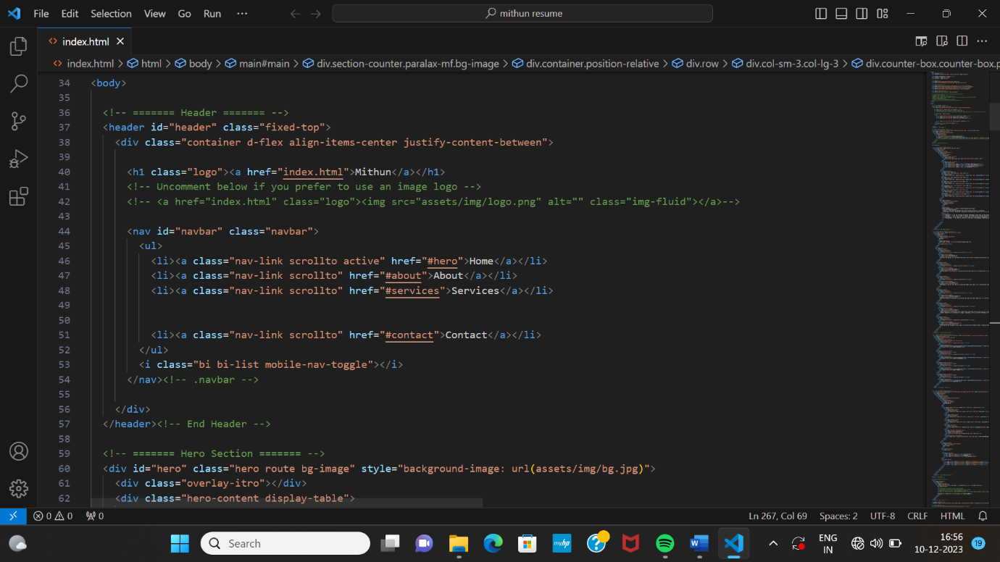 File Edit Selection View Go Run ··· mithun resume
index.html
index.html > html > body > main#main > div.section-counter.paralax-mf.bg-image > div.container.position-relative > div.row > div.col-sm-3.col-lg-3 > div.counter-box.counter-box.p
34 <body>
35
36 <!-- ======= Header ======= -->
37 <header id="header" class="fixed-top">
38 <div class="container d-flex align-items-center justify-content-between">
39
40 <h1 class="logo"><a href="index.html">Mithun</a></h1>
41 <!-- Uncomment below if you prefer to use an image logo -->
42 <!-- <a href="index.html" class="logo"><img src="assets/img/logo.png" alt="" class="img-fluid"></a>-->
43
44 <nav id="navbar" class="navbar">
45 <ul>
46 <li><a class="nav-link scrollto active" href="#hero">Home</a></li>
47 <li><a class="nav-link scrollto" href="#about">About</a></li>
48 <li><a class="nav-link scrollto" href="#services">Services</a></li>
49
50
51 <li><a class="nav-link scrollto" href="#contact">Contact</a></li>
52 </ul>
53 <i class="bi bi-list mobile-nav-toggle"></i>
54 </nav><!-- .navbar -->
55
56 </div>
57 </header><!-- End Header -->
58
59 <!-- ======= Hero Section ======= -->
60 <div id="hero" class="hero route bg-image" style="background-image: url(assets/img/bg.jpg)">
61 <div class="overlay-itro"></div>
62 <div class="hero-content display-table">
0 0 0 Ln 267, Col 69 Spaces: 2 UTF-8 CRLF HTML
Search myhp W ENG 16:56
IN 10-12-2023 19